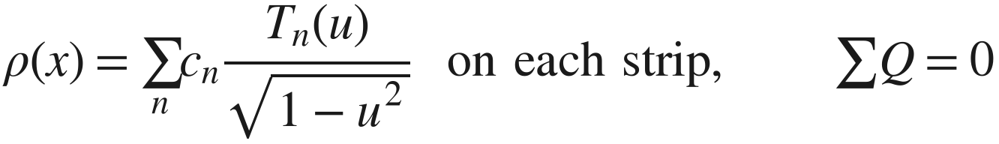 ρ(x) = ∑_n c_n T_n(u) / √(1 − u²) on each strip, ∑Q = 0